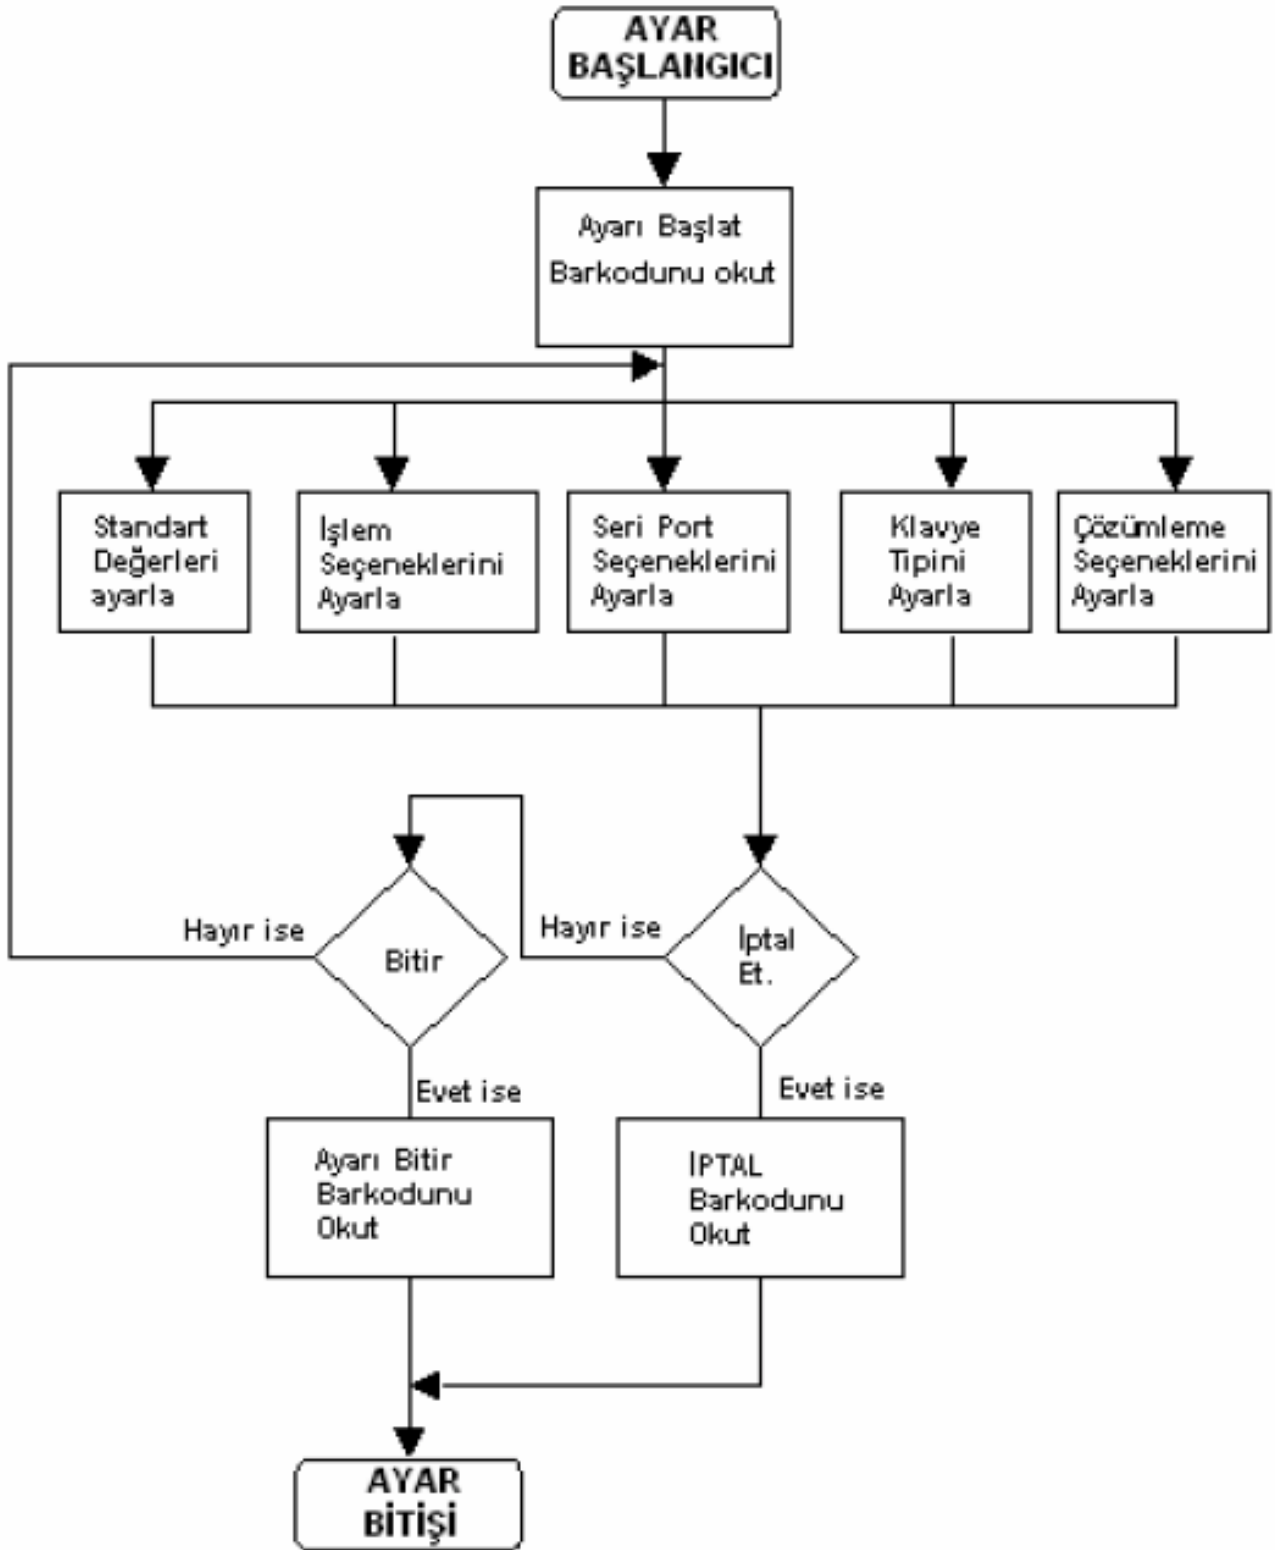 AYAR
BAŞLANGICI
Ayarı Başlat
Barkodunu okut
Standart
Değerleri
ayarla
İşlem
Seçeneklerini
Ayarla
Seri Port
Seçeneklerini
Ayarla
Klavye
Tipini
Ayarla
Çözümleme
Seçeneklerini
Ayarla
Hayır ise
Bitir
Hayır ise
İptal
Et.
Evet ise
Evet ise
Ayarı Bitir
Barkodunu
Okut
İPTAL
Barkodunu
Okut
AYAR
BİTİŞİ